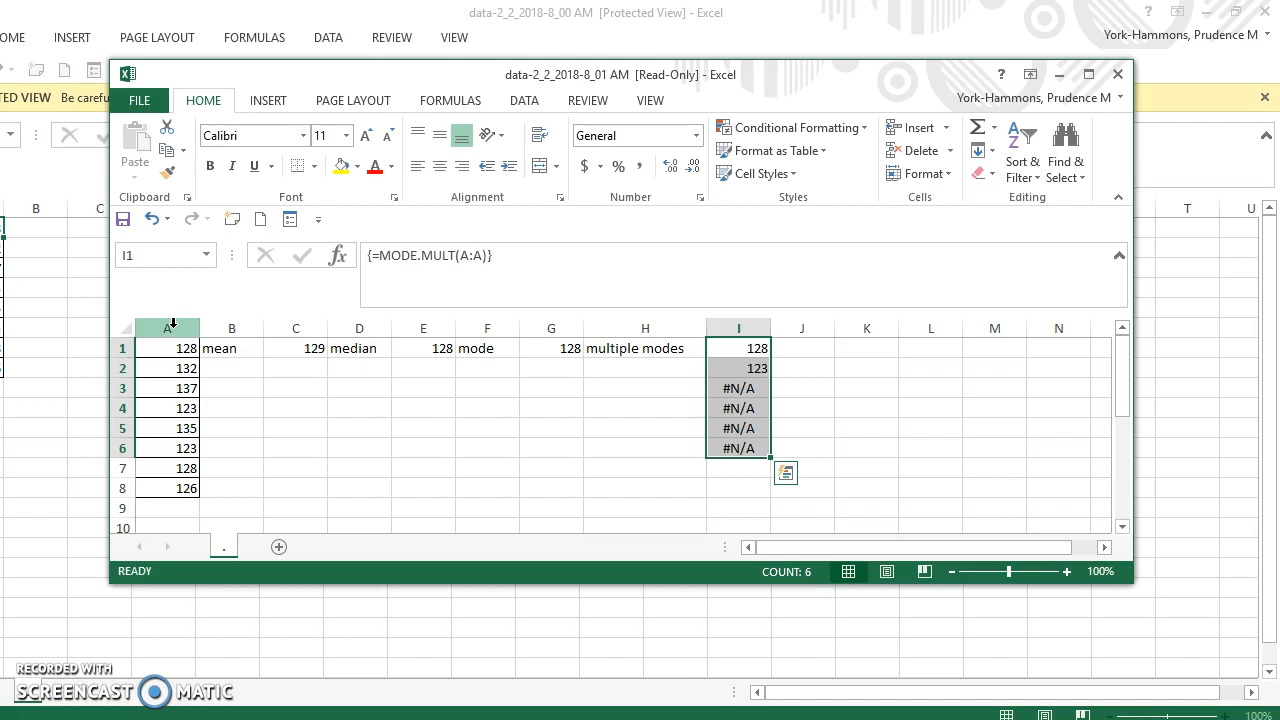 data-2_2_2018-8_00 AM [Protected View] - Excel
OME INSERT PAGE LAYOUT FORMULAS DATA REVIEW VIEW York-Hammons, Prudence M
TED VIEW Be carefu
data-2_2_2018-8_01 AM [Read-Only] - Excel
FILE HOME INSERT PAGE LAYOUT FORMULAS DATA REVIEW VIEW York-Hammons, Prudence M
Paste Calibri 11 General Conditional Formatting Insert
Format as Table Delete
Cell Styles Format
Sort & Filter Find & Select
Clipboard Font Alignment Number Styles Cells Editing
I1 {=MODE.MULT(A:A)}
B C T U
A B C D E F G H I J K L M N
1 128 mean 129 median 128 mode 128 multiple modes 128
2 132 123
3 137 #N/A
4 123 #N/A
5 135 #N/A
6 123 #N/A
7 128
8 126
9
10
.
READY COUNT: 6 100%
RECORDED WITH
SCREENCAST MATIC
100%